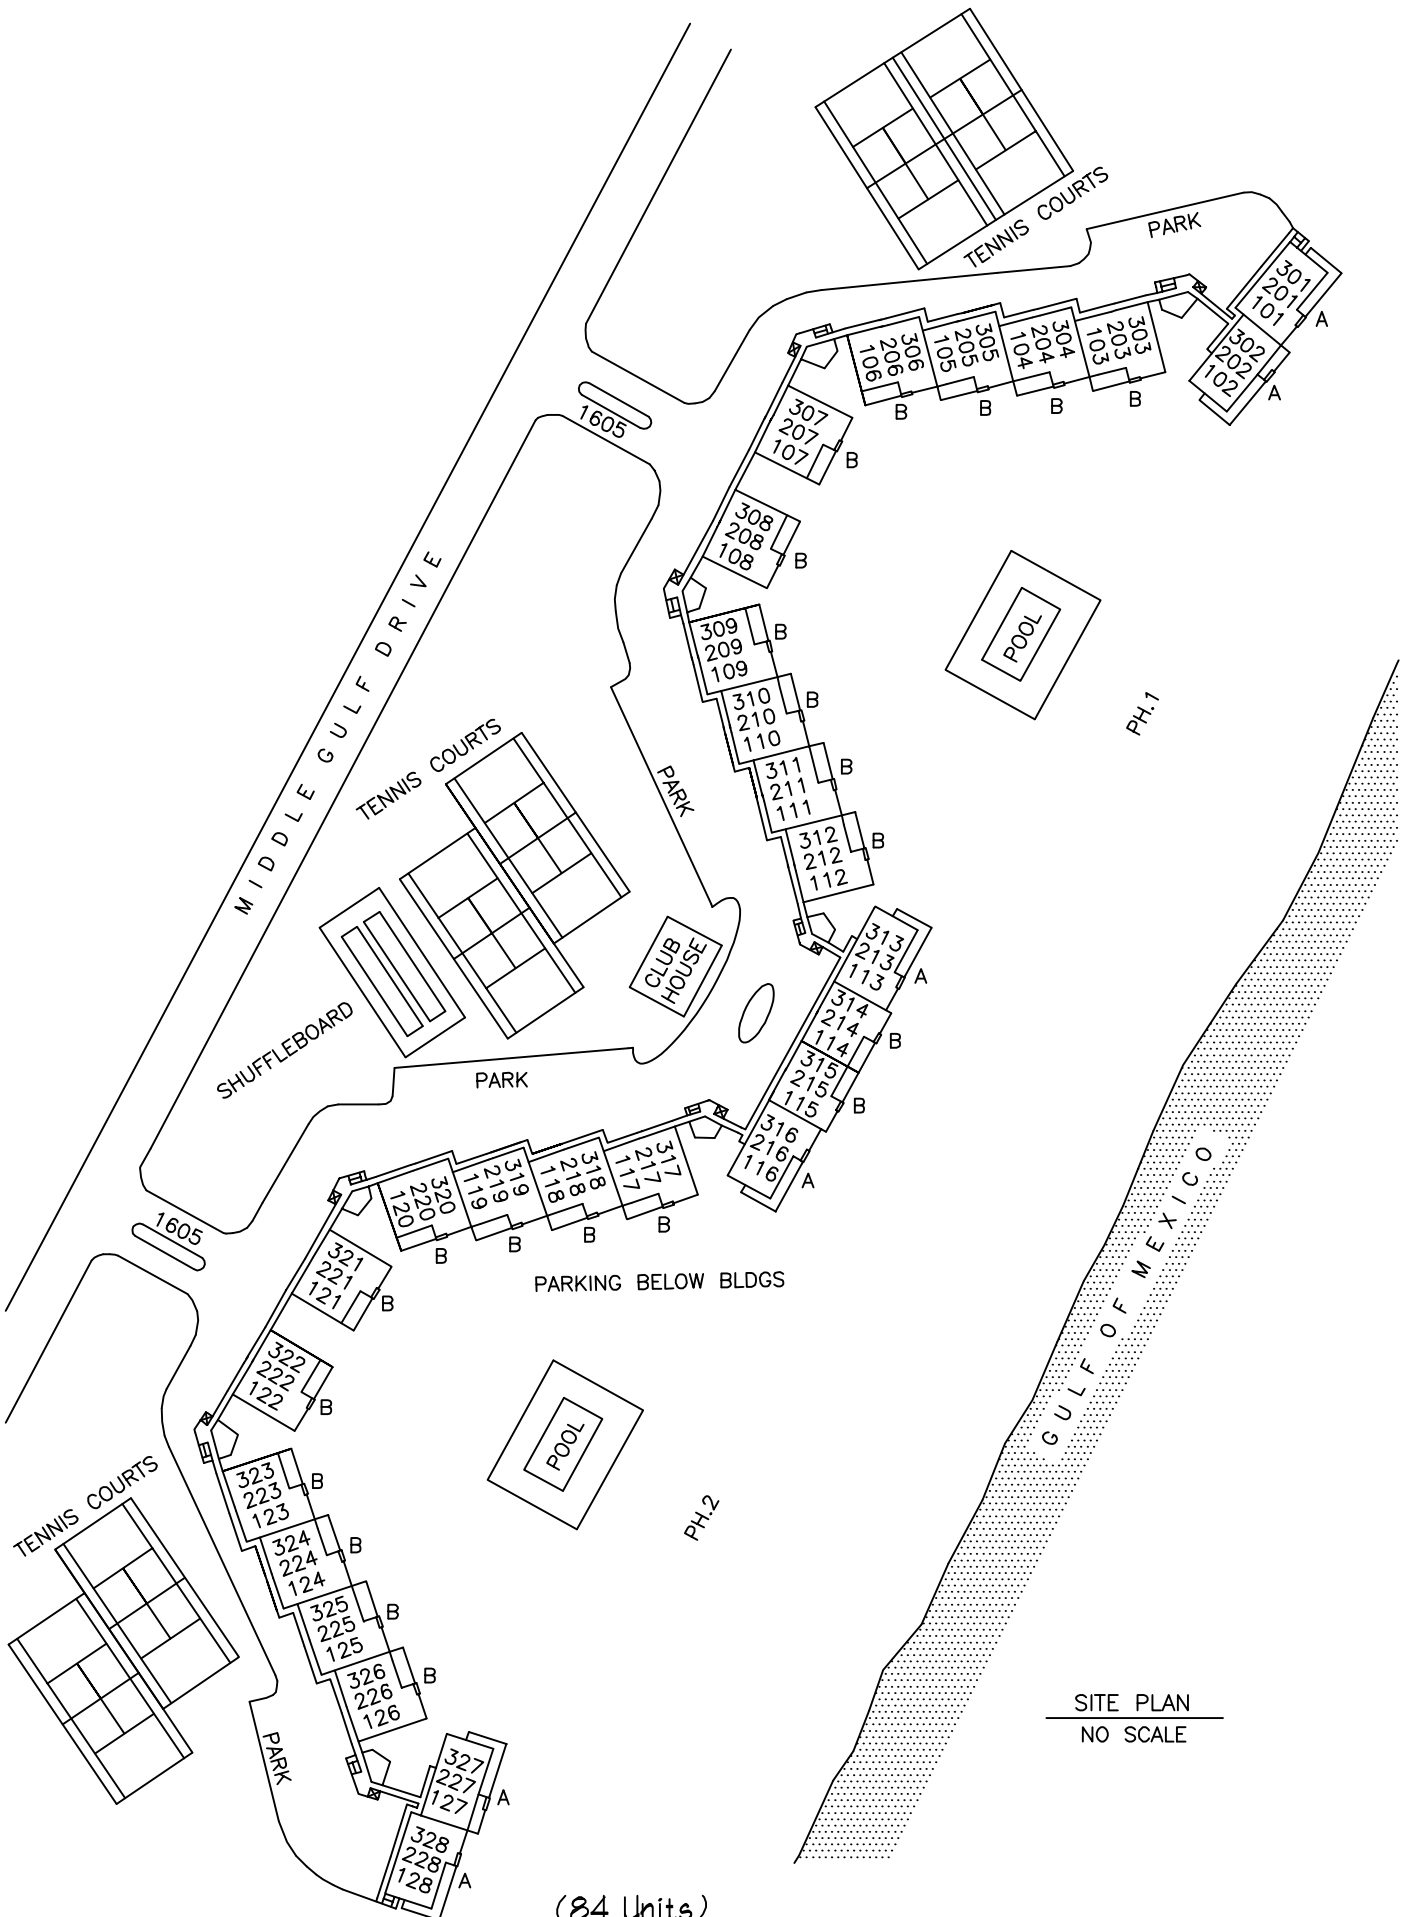 TENNIS COURTS
PARK
301
201
101
A
302
202
102
A
303
203
103
B
304
204
104
B
305
205
105
B
306
206
106
B
1605
307
207
107
B
308
208
108
B
MIDDLE GULF DRIVE
309
209
109
B
310
210
110
B
311
211
111
B
312
212
112
B
POOL
PH.1
PARK
TENNIS COURTS
SHUFFLEBOARD
CLUB
HOUSE
PARK
313
213
113
A
314
214
114
B
315
215
115
B
316
216
116
A
317
217
117
B
318
218
118
B
319
219
119
B
320
220
120
B
1605
PARKING BELOW BLDGS
321
221
121
B
322
222
122
B
GULF OF MEXICO
POOL
PH.2
TENNIS COURTS
323
223
123
B
324
224
124
B
325
225
125
B
326
226
126
B
PARK
327
227
127
A
328
228
128
A
SITE PLAN
NO SCALE
(84 Units)